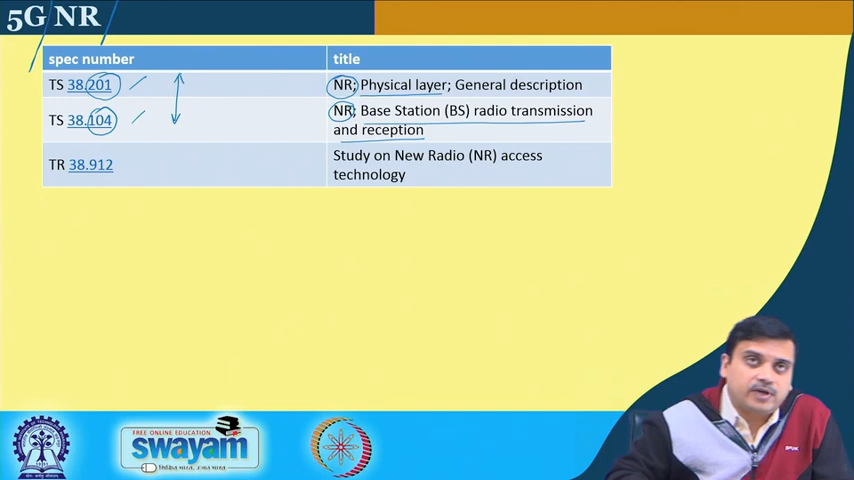 5G NR
spec number title
TS 38.201 NR; Physical layer; General description
TS 38.104 NR; Base Station (BS) radio transmission
and reception
TR 38.912 Study on New Radio (NR) access
technology
FREE ONLINE EDUCATION
swayam